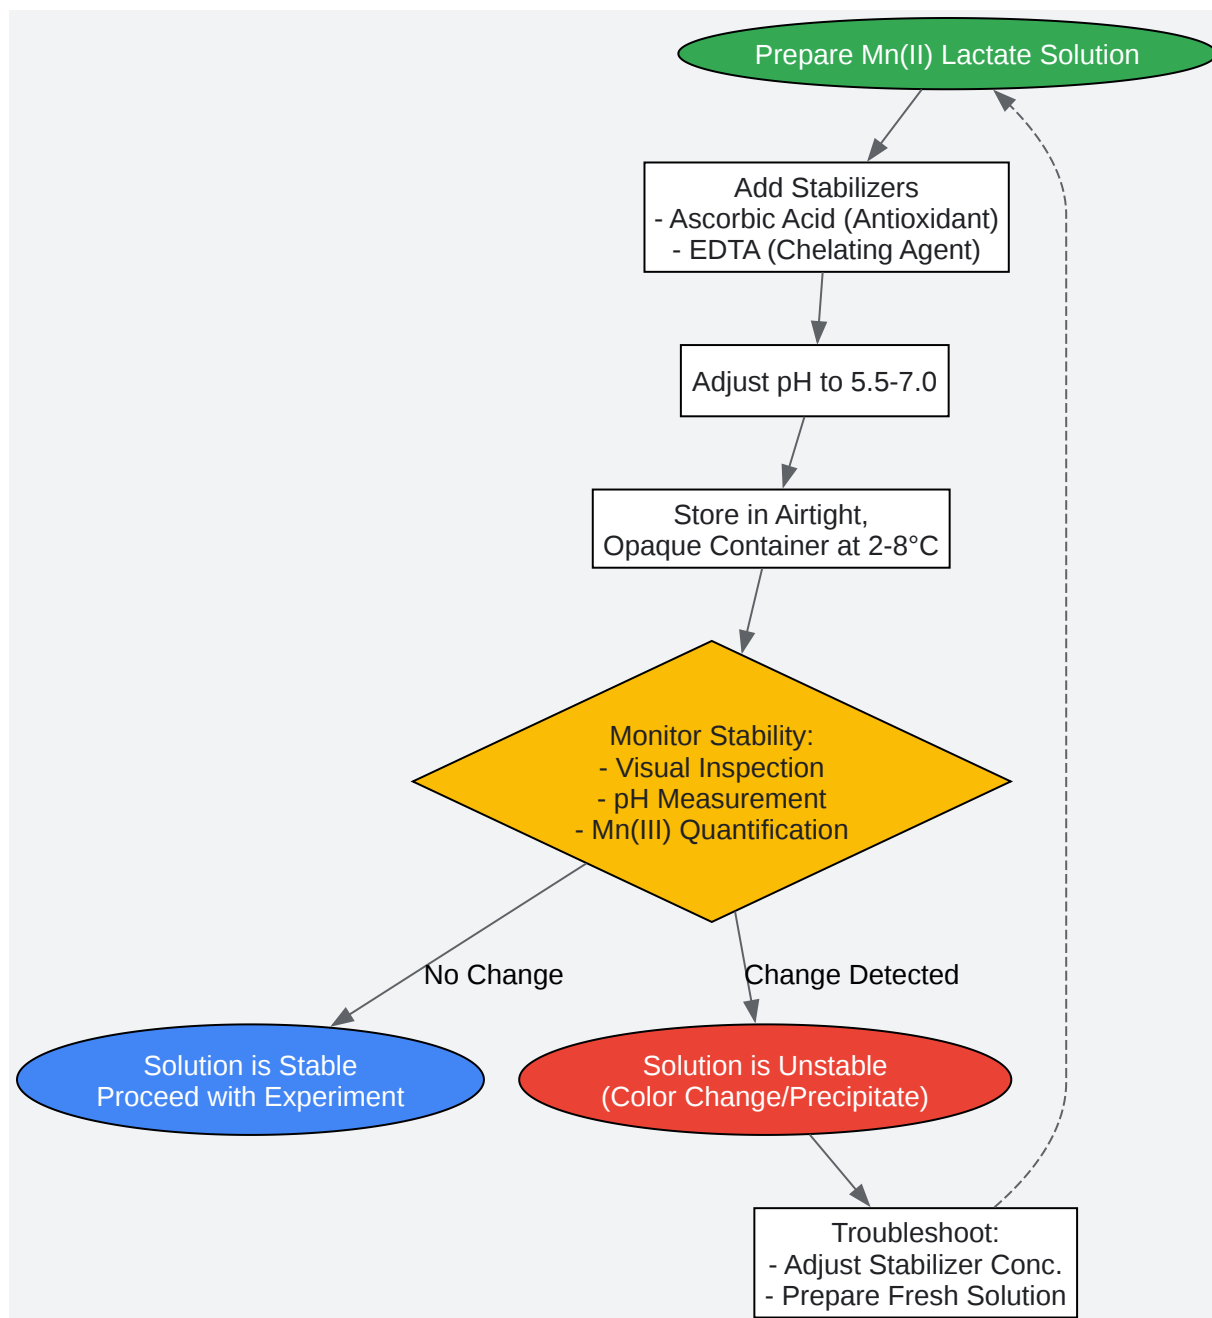 Prepare Mn(II) Lactate Solution
Add Stabilizers
- Ascorbic Acid (Antioxidant)
- EDTA (Chelating Agent)
Adjust pH to 5.5-7.0
Store in Airtight,
Opaque Container at 2-8°C
Monitor Stability:
- Visual Inspection
- pH Measurement
- Mn(III) Quantification
No Change
Change Detected
Solution is Stable
Proceed with Experiment
Solution is Unstable
(Color Change/Precipitate)
Troubleshoot:
- Adjust Stabilizer Conc.
- Prepare Fresh Solution